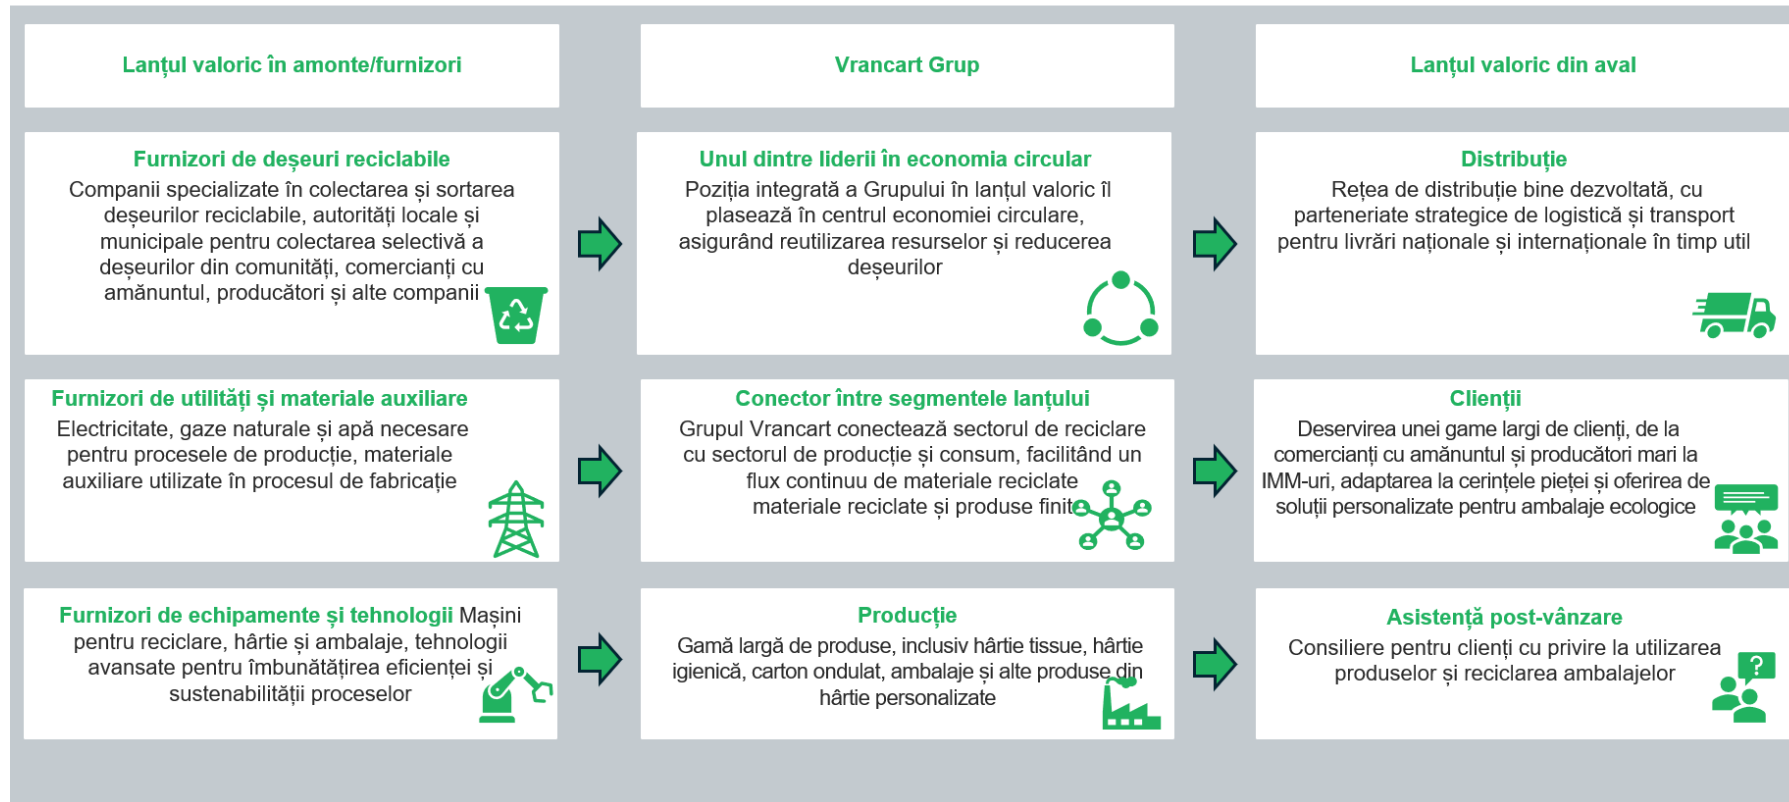 Lanțul valoric în amonte/furnizori
Vrancart Grup
Lanțul valoric din aval
Furnizori de deșeuri reciclabile
Companii specializate în colectarea și sortarea
deșeurilor reciclabile, autorități locale și
municipale pentru colectarea selectivă a
deșeurilor din comunități, comercianți cu
amănuntul, producători și alte companii
Unul dintre liderii în economia circular
Poziția integrată a Grupului în lanțul valoric îl
plasează în centrul economiei circulare,
asigurând reutilizarea resurselor și reducerea
deșeurilor
Distribuție
Rețea de distribuție bine dezvoltată, cu
parteneriate strategice de logistică și transport
pentru livrări naționale și internaționale în timp util
Furnizori de utilități și materiale auxiliare
Electricitate, gaze naturale și apă necesare
pentru procesele de producție, materiale
auxiliare utilizate în procesul de fabricație
Conector între segmentele lanțului
Grupul Vrancart conectează sectorul de reciclare
cu sectorul de producție și consum, facilitând un
flux continuu de materiale reciclate
materiale reciclate și produse finit
Clienții
Deservirea unei game largi de clienți, de la
comercianți cu amănuntul și producători mari la
IMM-uri, adaptarea la cerințele pieței și oferirea de
soluții personalizate pentru ambalaje ecologice
Furnizori de echipamente și tehnologii Mașini
pentru reciclare, hârtie și ambalaje, tehnologii
avansate pentru îmbunătățirea eficienței și
sustenabilității proceselor
Producție
Gamă largă de produse, inclusiv hârtie tissue, hârtie
igienică, carton ondulat, ambalaje și alte produse din
hârtie personalizate
Asistență post-vânzare
Consiliere pentru clienți cu privire la utilizarea
produselor și reciclarea ambalajelor
?